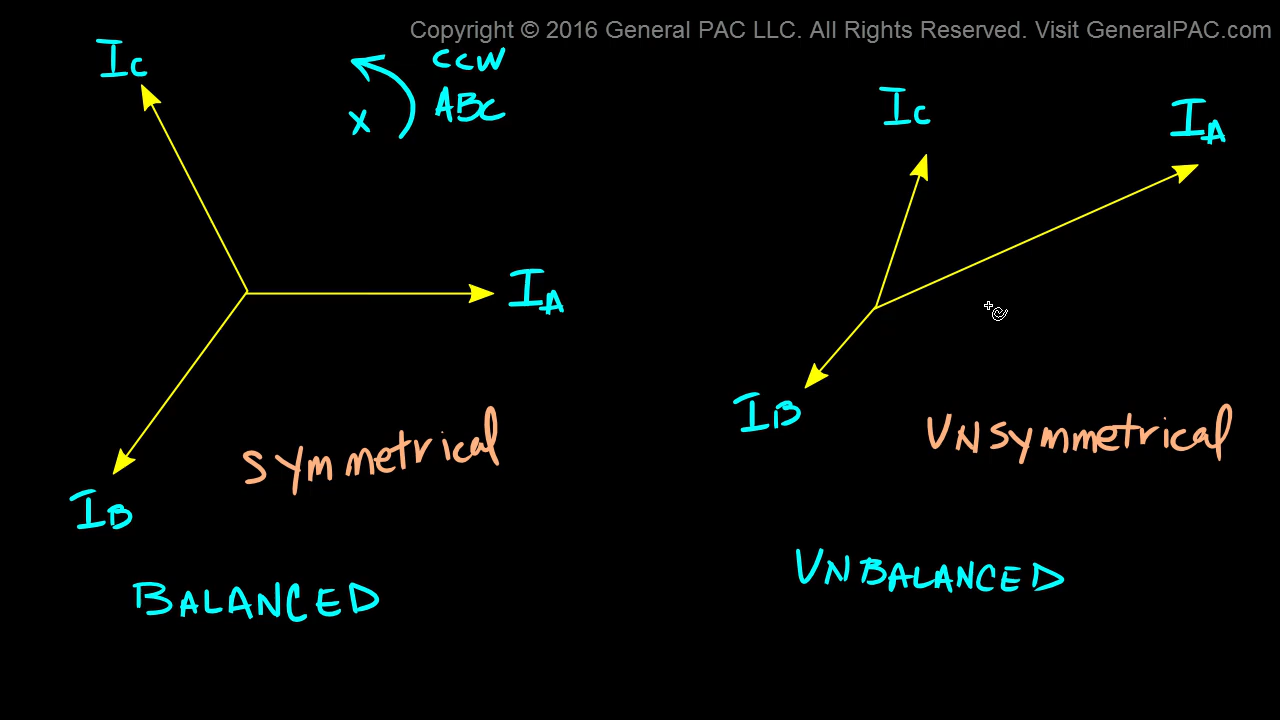 Copyright © 2016 General PAC LLC. All Rights Reserved. Visit GeneralPAC.com
IC
CCW
X
ABC
IA
IB
symmetrical
BALANCED
IC
IA
IB
UNsymmetrical
UNBALANCED